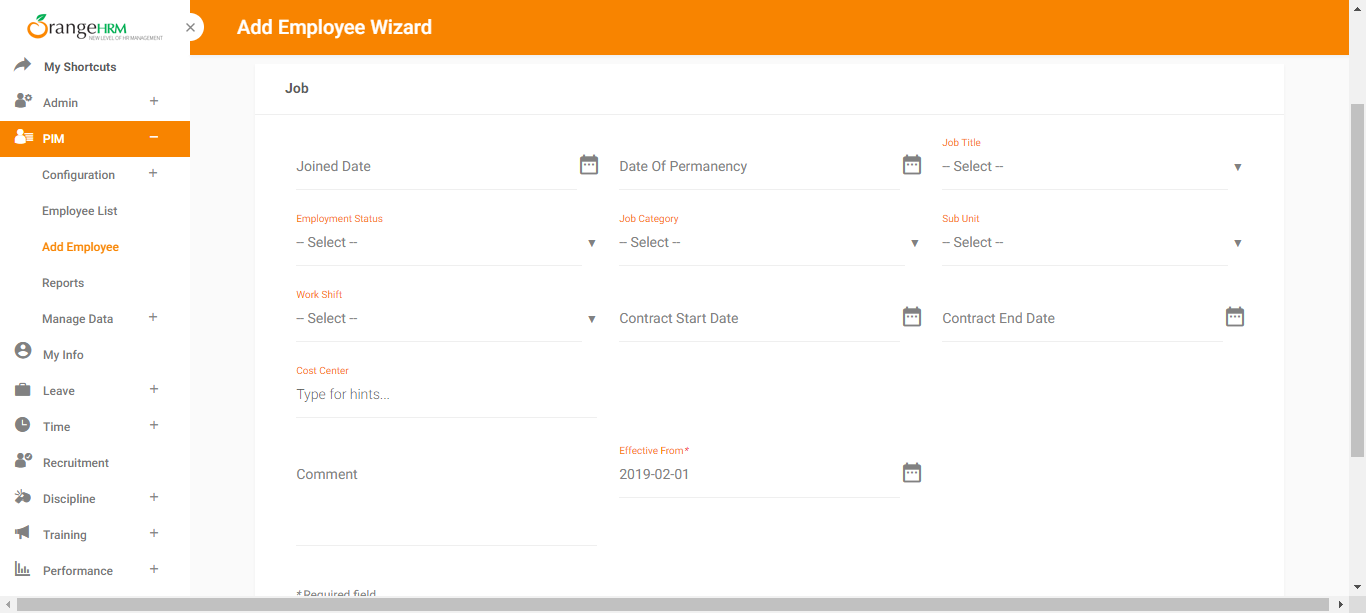 OrangeHRM
NEW LEVEL OF HR MANAGEMENT
My Shortcuts
Admin +
PIM −
Configuration +
Employee List
Add Employee
Reports
Manage Data +
My Info
Leave +
Time +
Recruitment
Discipline +
Training +
Performance +
× Add Employee Wizard
Job
Joined Date
Date Of Permanency
Job Title
-- Select --
Employment Status
-- Select --
Job Category
-- Select --
Sub Unit
-- Select --
Work Shift
-- Select --
Contract Start Date
Contract End Date
Cost Center
Type for hints...
Comment
Effective From*
2019-02-01
* Required field